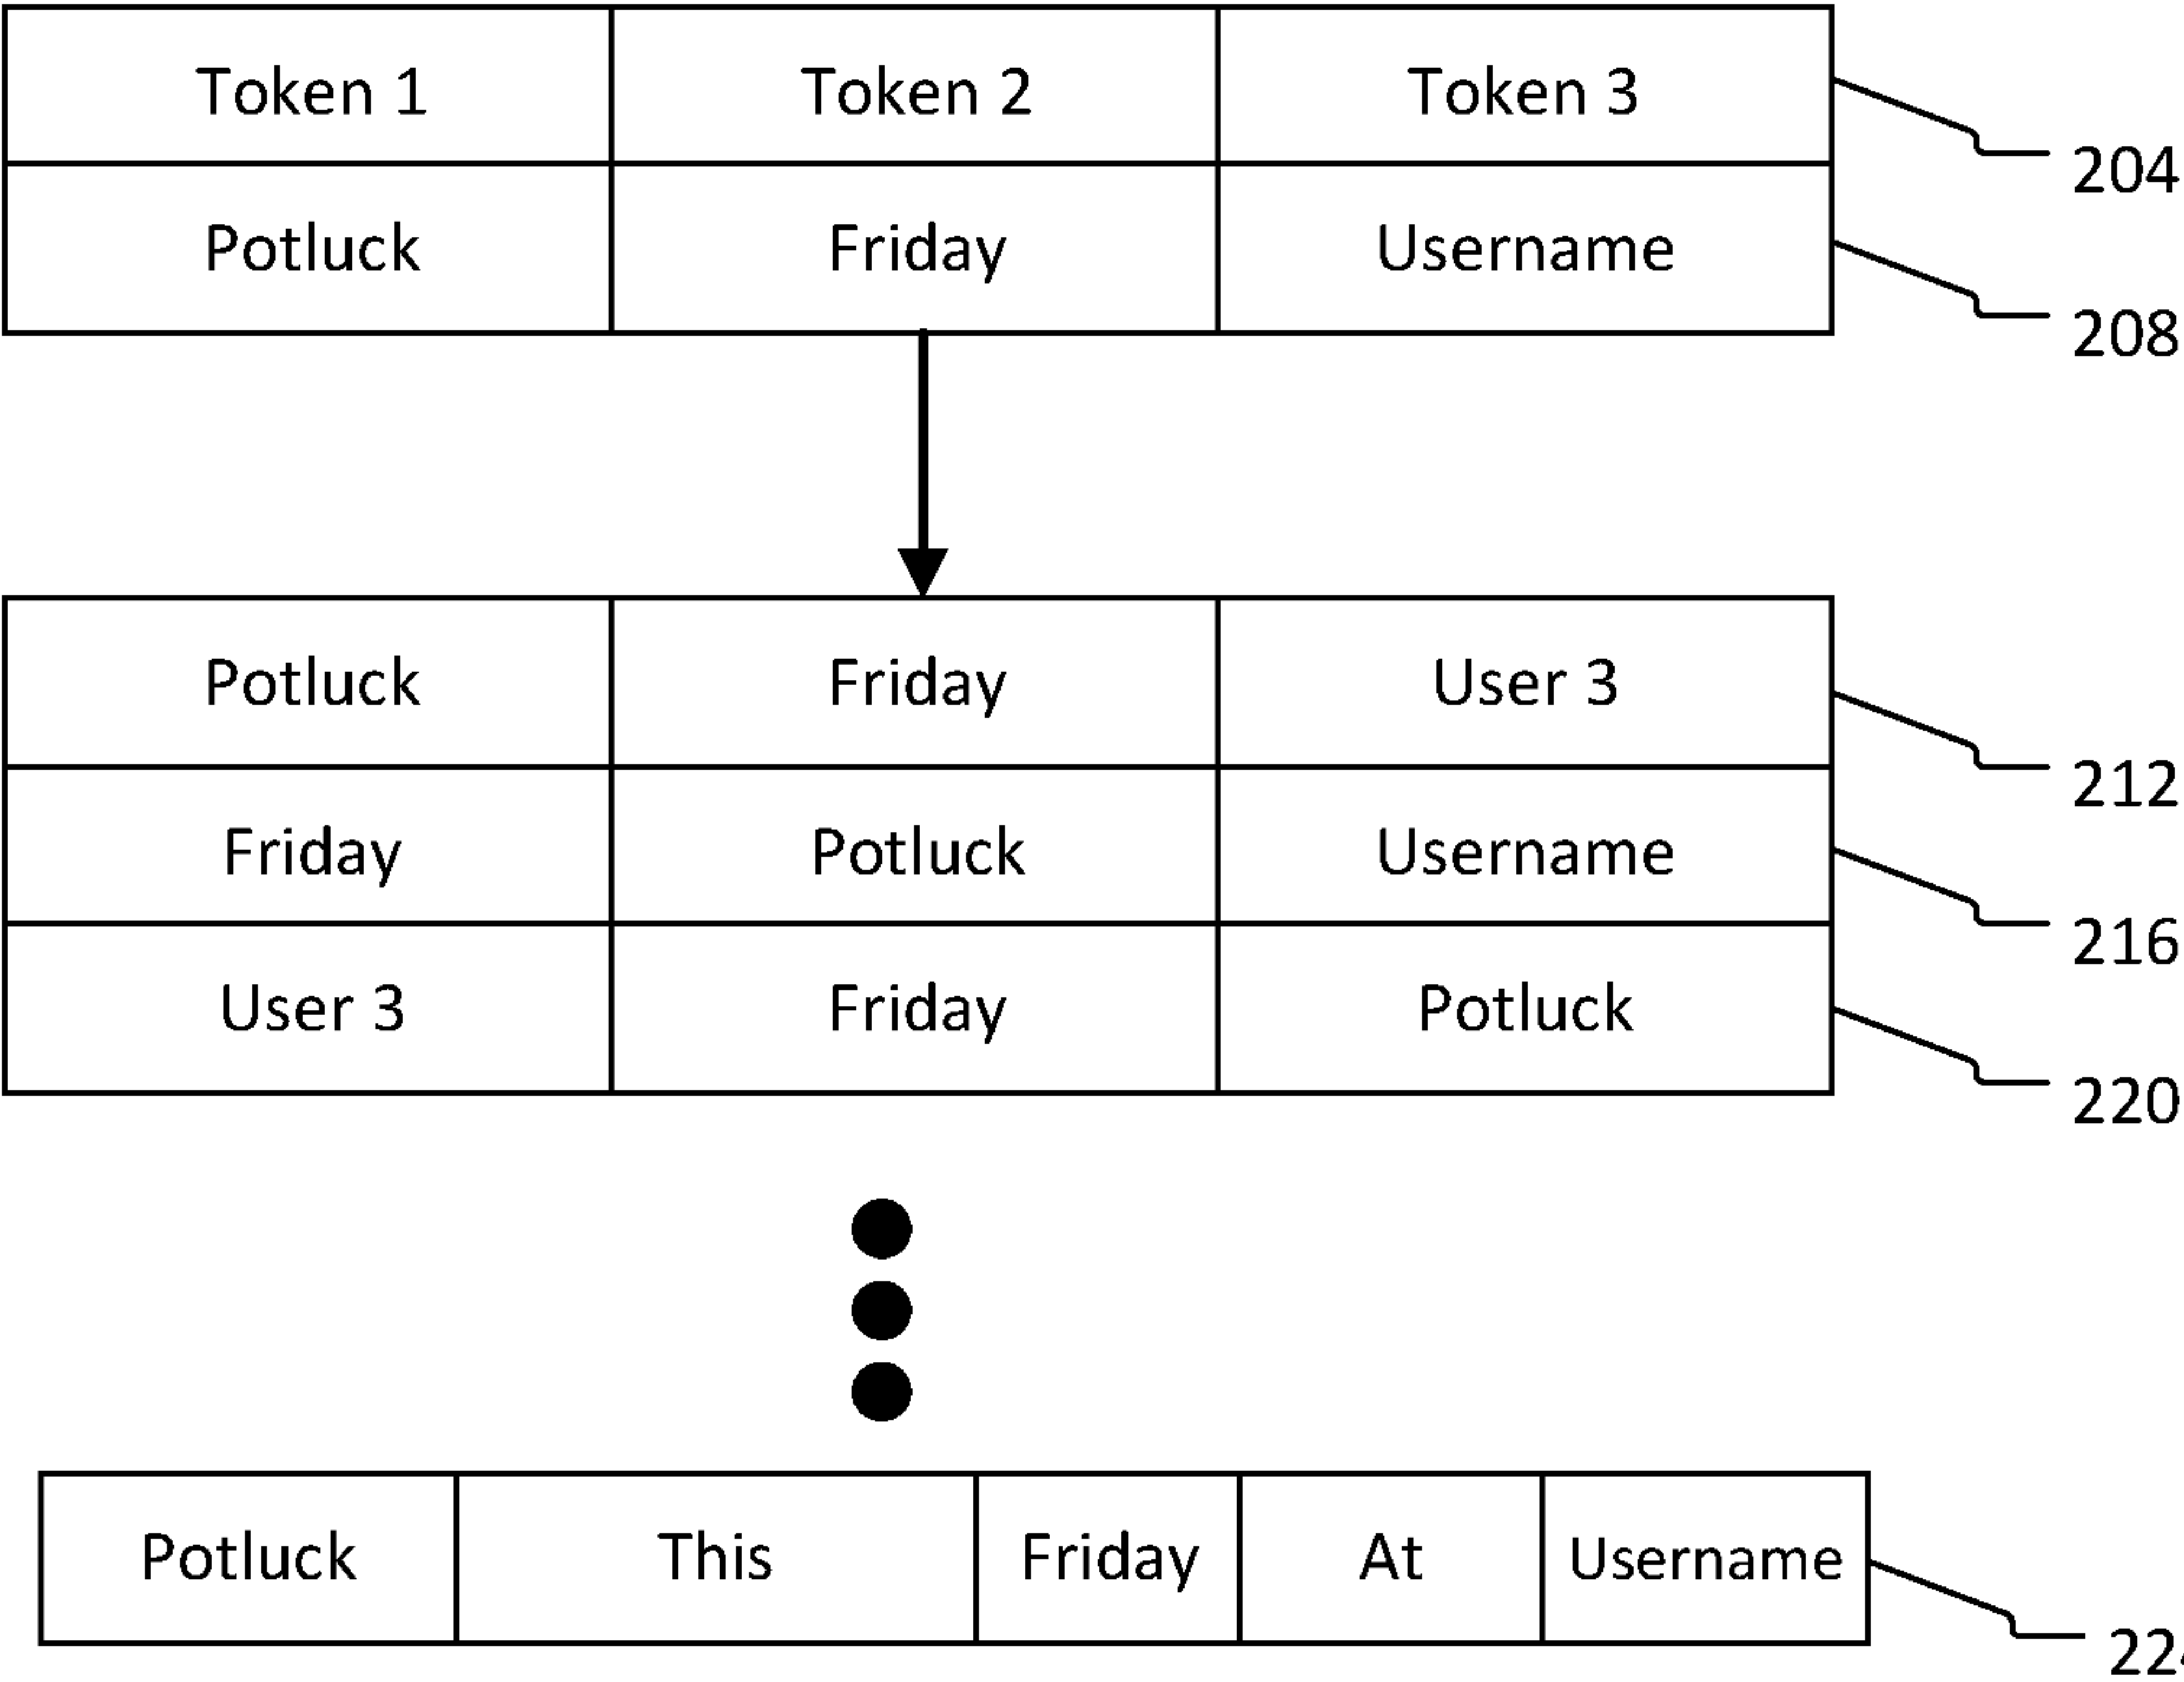 Token 1 Token 2 Token 3
204
Potluck Friday Username
208
Potluck Friday User 3
212
Friday Potluck Username
216
User 3 Friday Potluck
220
Potluck This Friday At Username